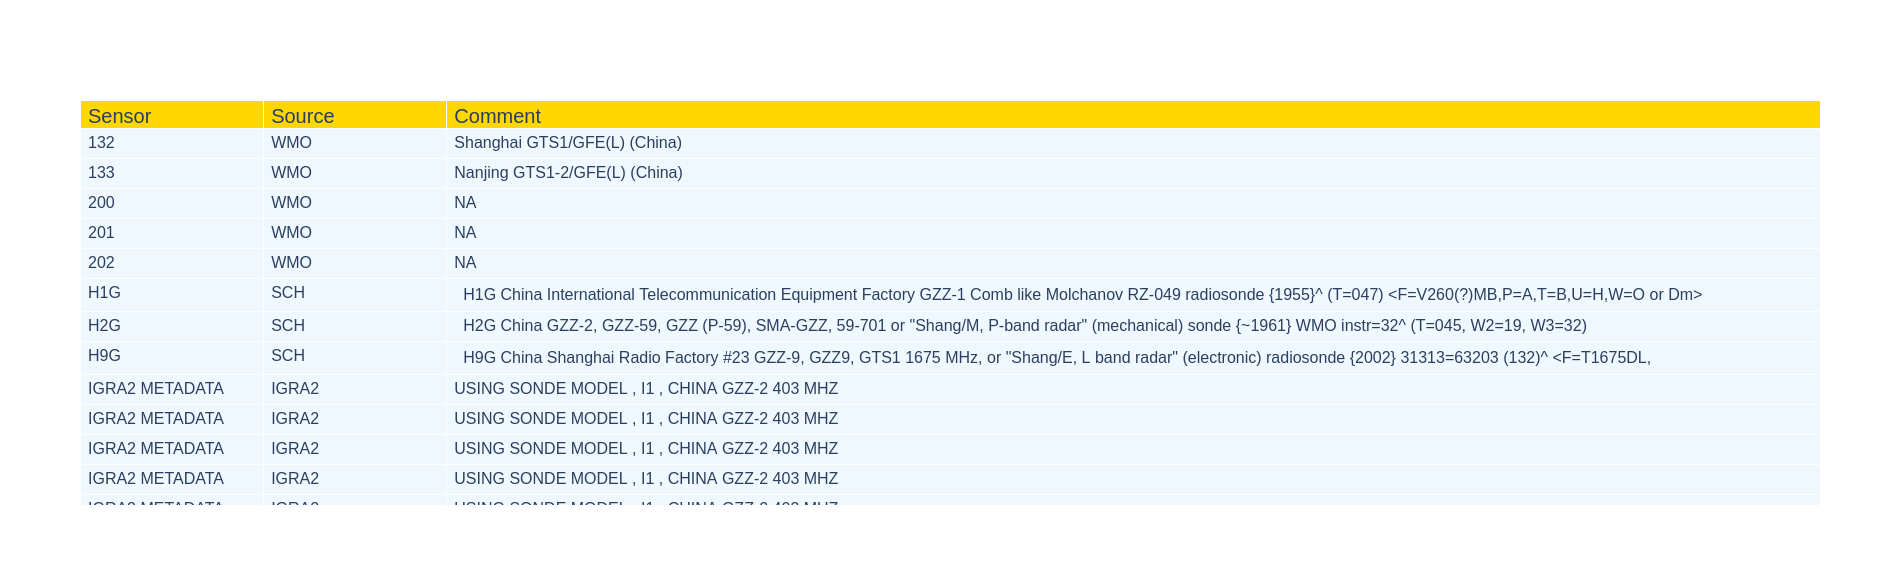 Sensor Source Comment
132 WMO Shanghai GTS1/GFE(L) (China)
133 WMO Nanjing GTS1-2/GFE(L) (China)
200 WMO NA
201 WMO NA
202 WMO NA
H1G SCH H1G China International Telecommunication Equipment Factory GZZ-1 Comb like Molchanov RZ-049 radiosonde {1955}^ (T=047) <F=V260(?)MB,P=A,T=B,U=H,W=O or Dm>
H2G SCH H2G China GZZ-2, GZZ-59, GZZ (P-59), SMA-GZZ, 59-701 or "Shang/M, P-band radar" (mechanical) sonde {~1961} WMO instr=32^ (T=045, W2=19, W3=32)
H9G SCH H9G China Shanghai Radio Factory #23 GZZ-9, GZZ9, GTS1 1675 MHz, or "Shang/E, L band radar" (electronic) radiosonde {2002} 31313=63203 (132)^ <F=T1675DL,
IGRA2 METADATA IGRA2 USING SONDE MODEL , I1 , CHINA GZZ-2 403 MHZ
IGRA2 METADATA IGRA2 USING SONDE MODEL , I1 , CHINA GZZ-2 403 MHZ
IGRA2 METADATA IGRA2 USING SONDE MODEL , I1 , CHINA GZZ-2 403 MHZ
IGRA2 METADATA IGRA2 USING SONDE MODEL , I1 , CHINA GZZ-2 403 MHZ